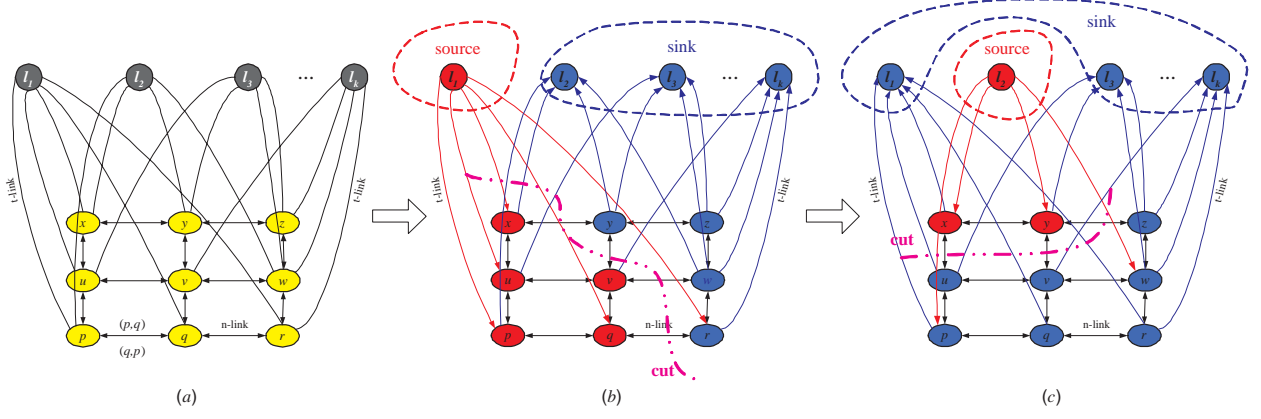 source
sink
l1 l2 l3 ... lk
t-link
t-link
x y z
u v w
(p,q)
n-link
p q r
(q,p)
(a)
source
sink
l1 l2 l3 ... lk
t-link
t-link
x y z
u v w
n-link
p q r
cut
(b)
l1 l2 l3 ... lk
t-link
t-link
x y z
cut
u v w
n-link
p q r
(c)